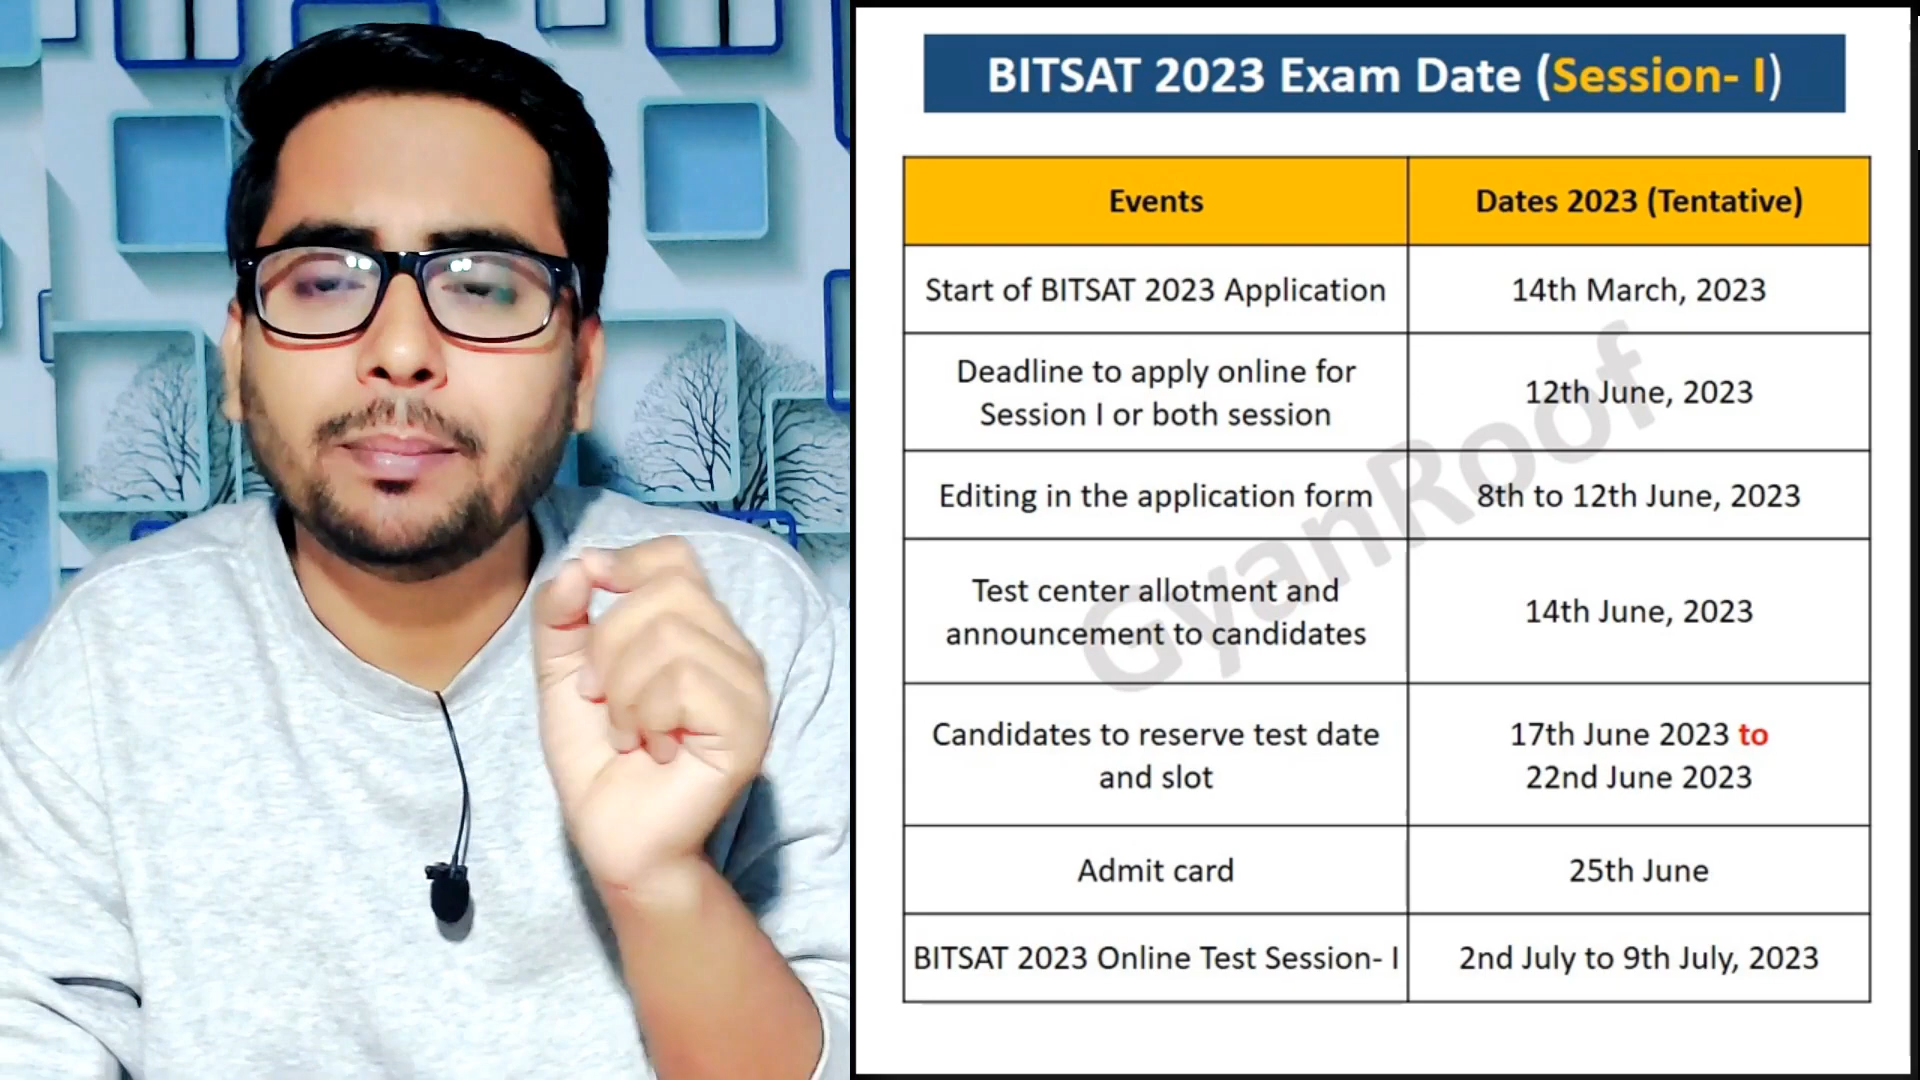 BITSAT 2023 Exam Date (Session- I)
Events
Dates 2023 (Tentative)
Start of BITSAT 2023 Application
14th March, 2023
Deadline to apply online for
Session I or both session
12th June, 2023
Editing in the application form
8th to 12th June, 2023
Test center allotment and
announcement to candidates
14th June, 2023
Candidates to reserve test date
and slot
17th June 2023 to
22nd June 2023
Admit card
25th June
BITSAT 2023 Online Test Session- I
2nd July to 9th July, 2023
GyanRoof